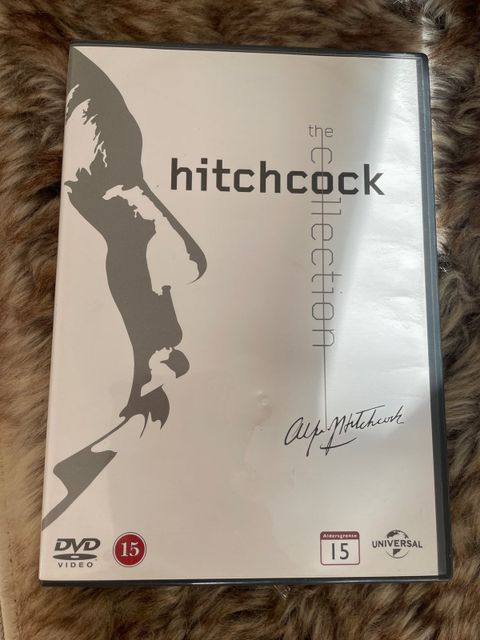 the
hitchcock
collection
Alfred Hitchcock
DVD
VIDEO
15
Aldersgrense
15
UNIVERSAL